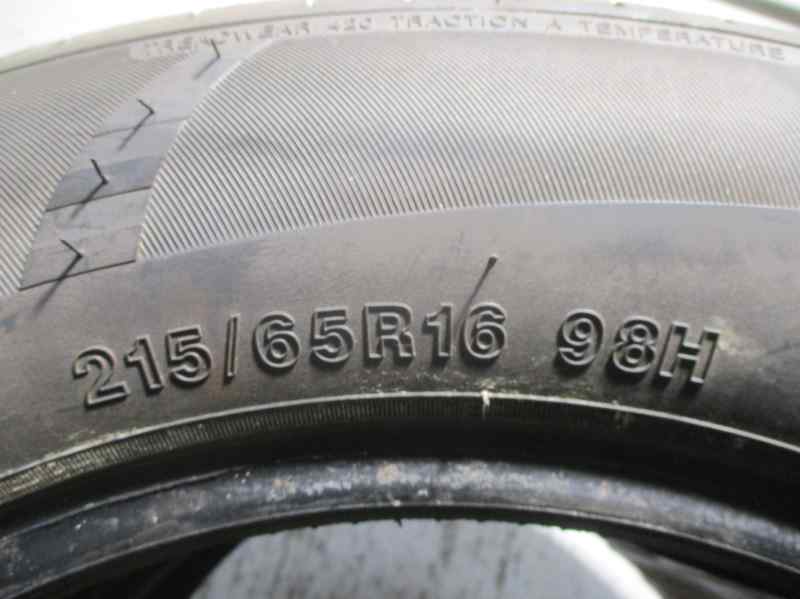 TREADWEAR 420 TRACTION A TEMPERATURE
215/65R16 98H